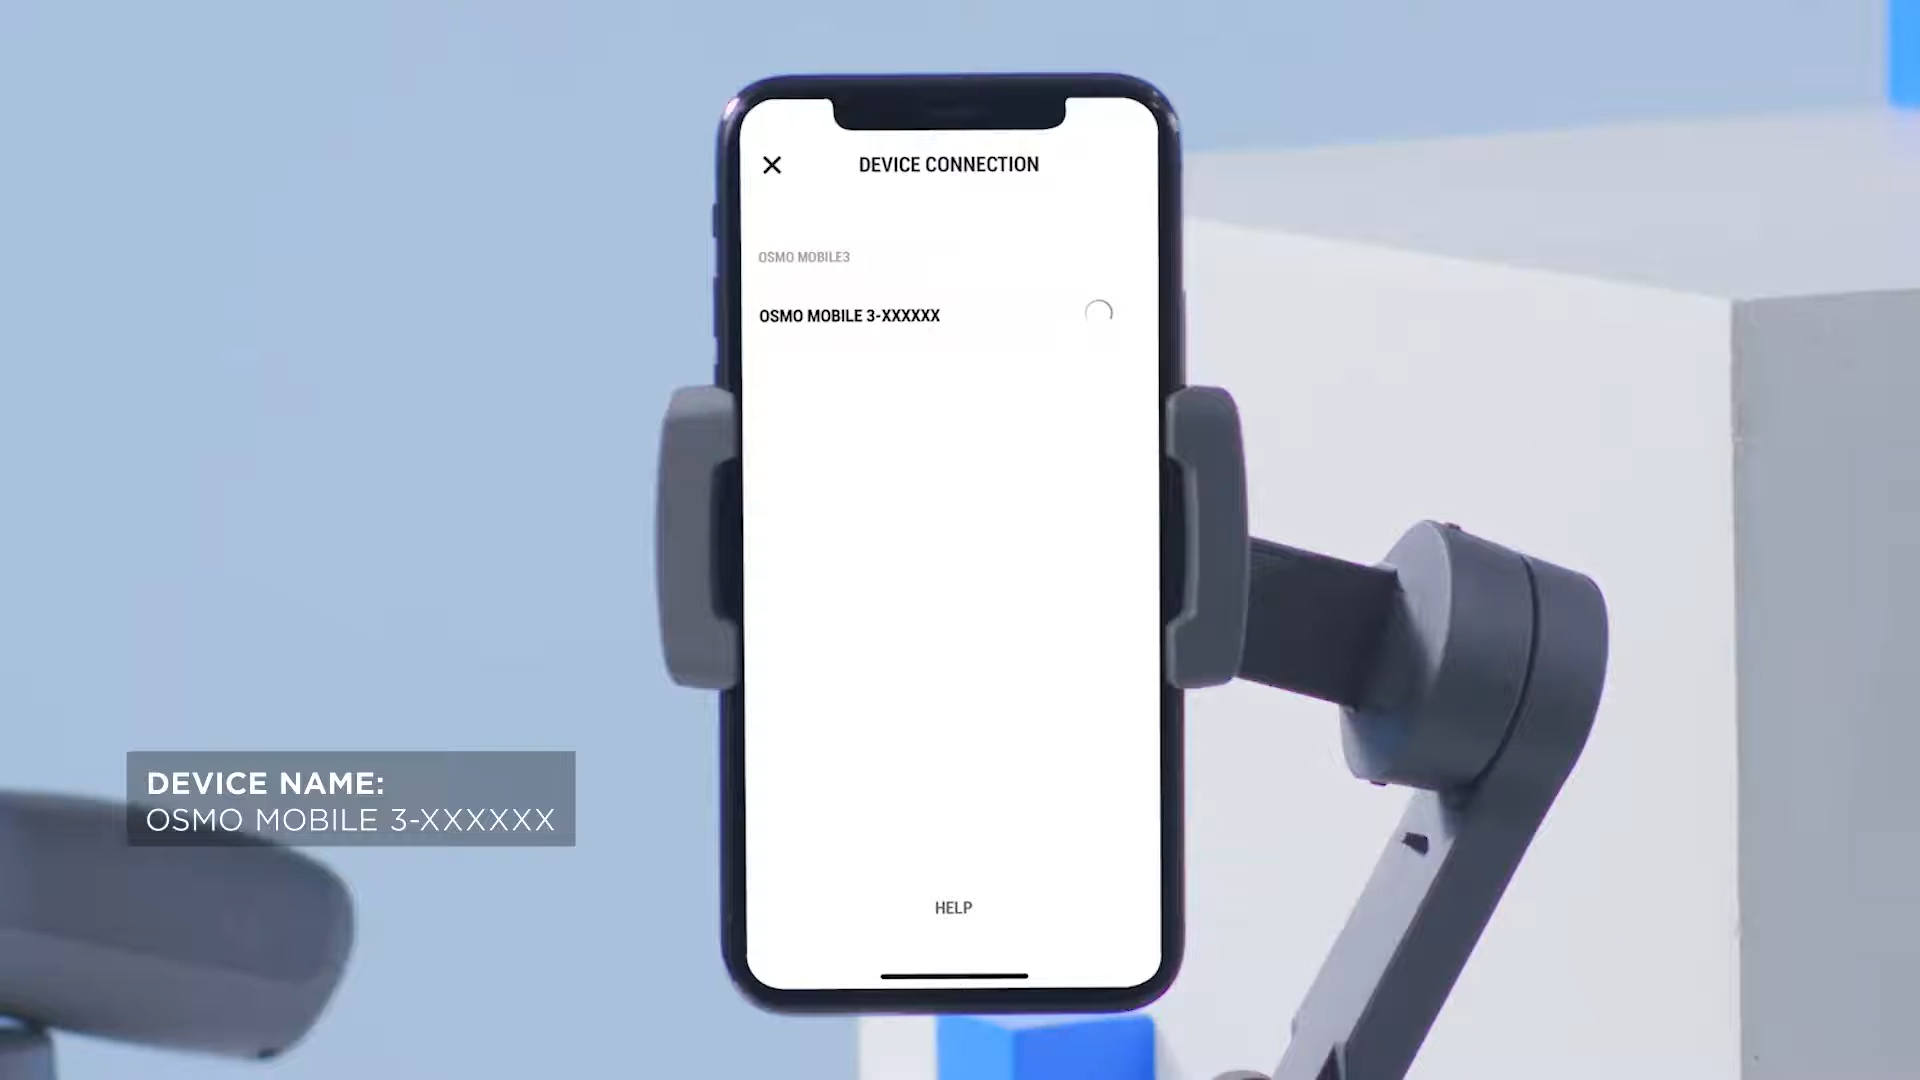 DEVICE CONNECTION
OSMO MOBILE3
OSMO MOBILE 3-XXXXXX
HELP
DEVICE NAME:
OSMO MOBILE 3-XXXXXX